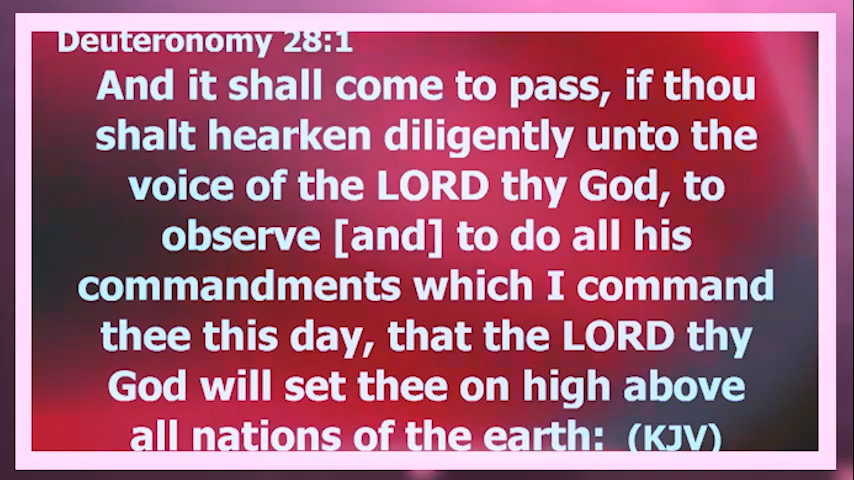 Deuteronomy 28:1
And it shall come to pass, if thou
shalt hearken diligently unto the
voice of the LORD thy God, to
observe [and] to do all his
commandments which I command
thee this day, that the LORD thy
God will set thee on high above
all nations of the earth: (KJV)